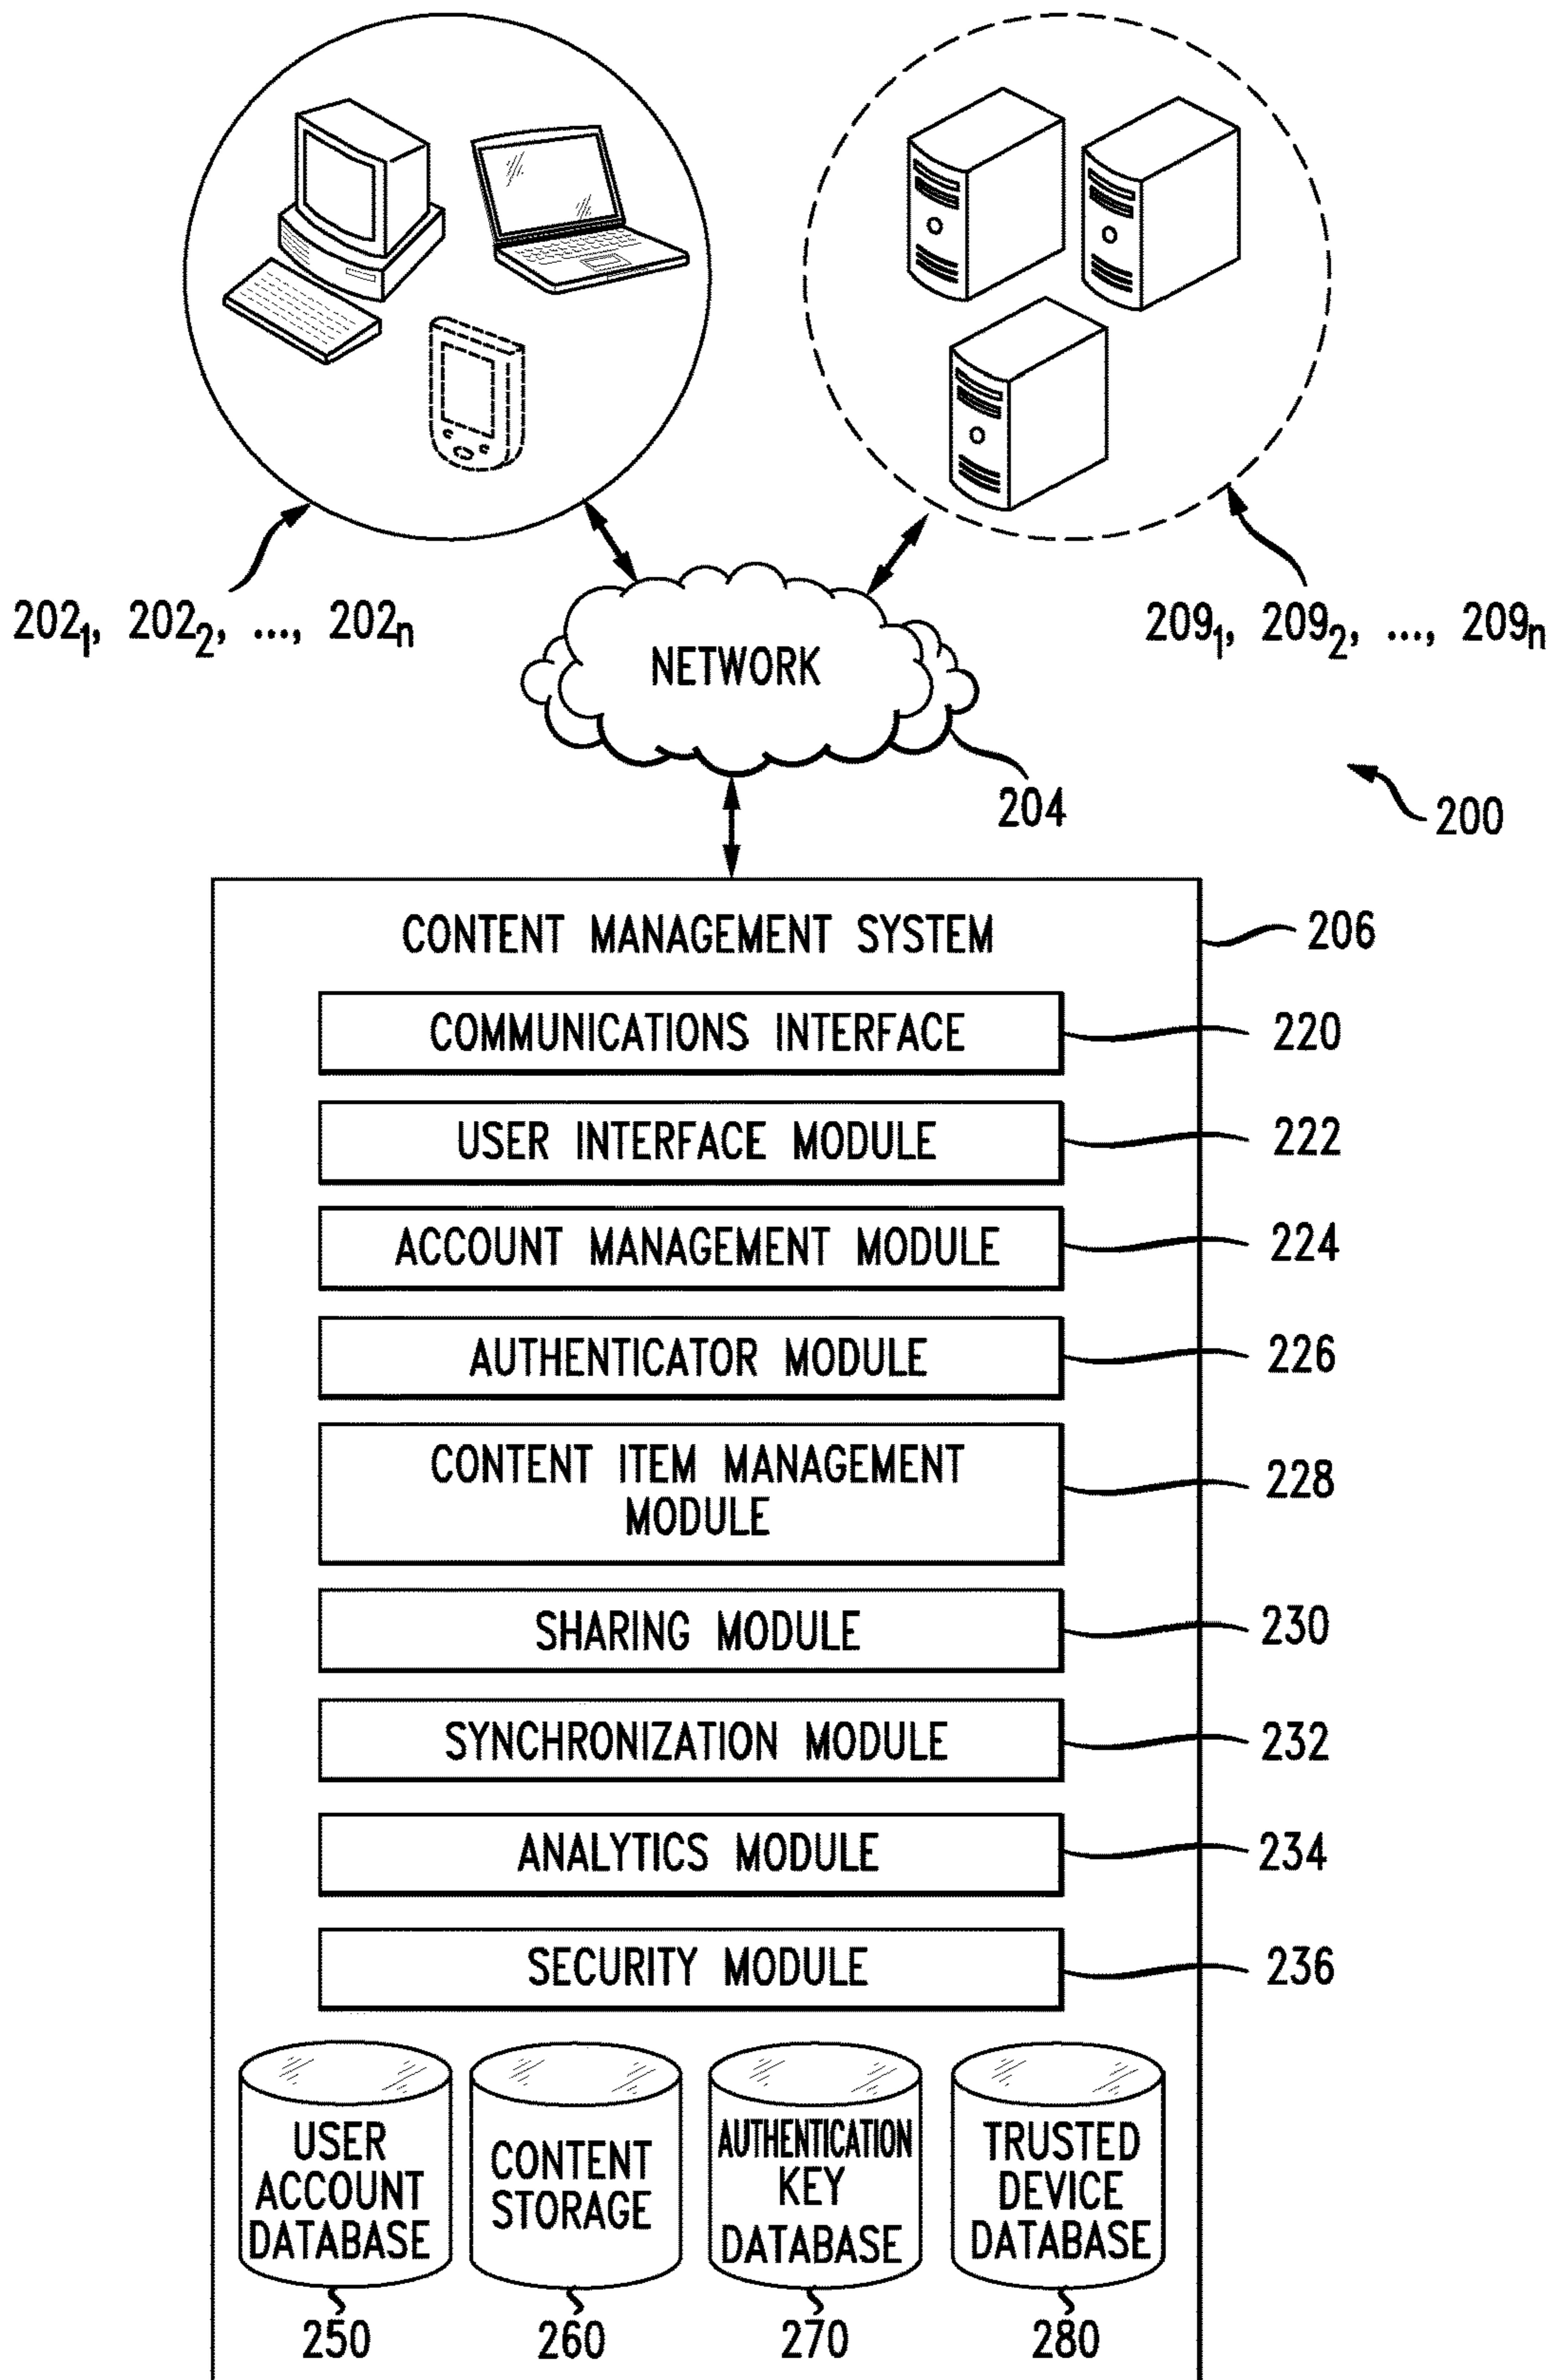 202₁, 202₂, ..., 202ₙ
209₁, 209₂, ..., 209ₙ
NETWORK
204
200
CONTENT MANAGEMENT SYSTEM
206
COMMUNICATIONS INTERFACE
220
USER INTERFACE MODULE
222
ACCOUNT MANAGEMENT MODULE
224
AUTHENTICATOR MODULE
226
CONTENT ITEM MANAGEMENT
MODULE
228
SHARING MODULE
230
SYNCHRONIZATION MODULE
232
ANALYTICS MODULE
234
SECURITY MODULE
236
USER
ACCOUNT
DATABASE
250
CONTENT
STORAGE
260
AUTHENTICATION
KEY
DATABASE
270
TRUSTED
DEVICE
DATABASE
280